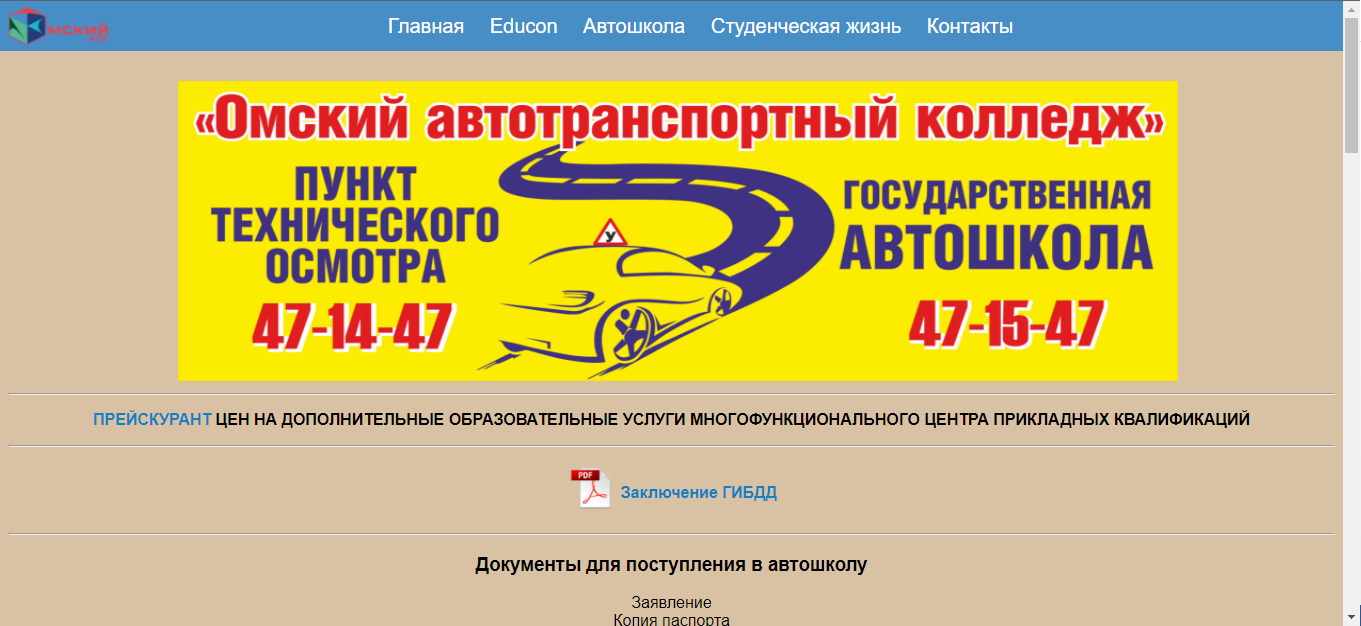 Омский
Главная Educon Автошкола Студенческая жизнь Контакты
«Омский автотранспортный колледж»
ПУНКТ
ТЕХНИЧЕСКОГО
ОСМОТРА
47-14-47
У
ГОСУДАРСТВЕННАЯ
АВТОШКОЛА
47-15-47
ПРЕЙСКУРАНТ ЦЕН НА ДОПОЛНИТЕЛЬНЫЕ ОБРАЗОВАТЕЛЬНЫЕ УСЛУГИ МНОГОФУНКЦИОНАЛЬНОГО ЦЕНТРА ПРИКЛАДНЫХ КВАЛИФИКАЦИЙ
PDF
Заключение ГИБДД
Документы для поступления в автошколу
Заявление
Копия паспорта